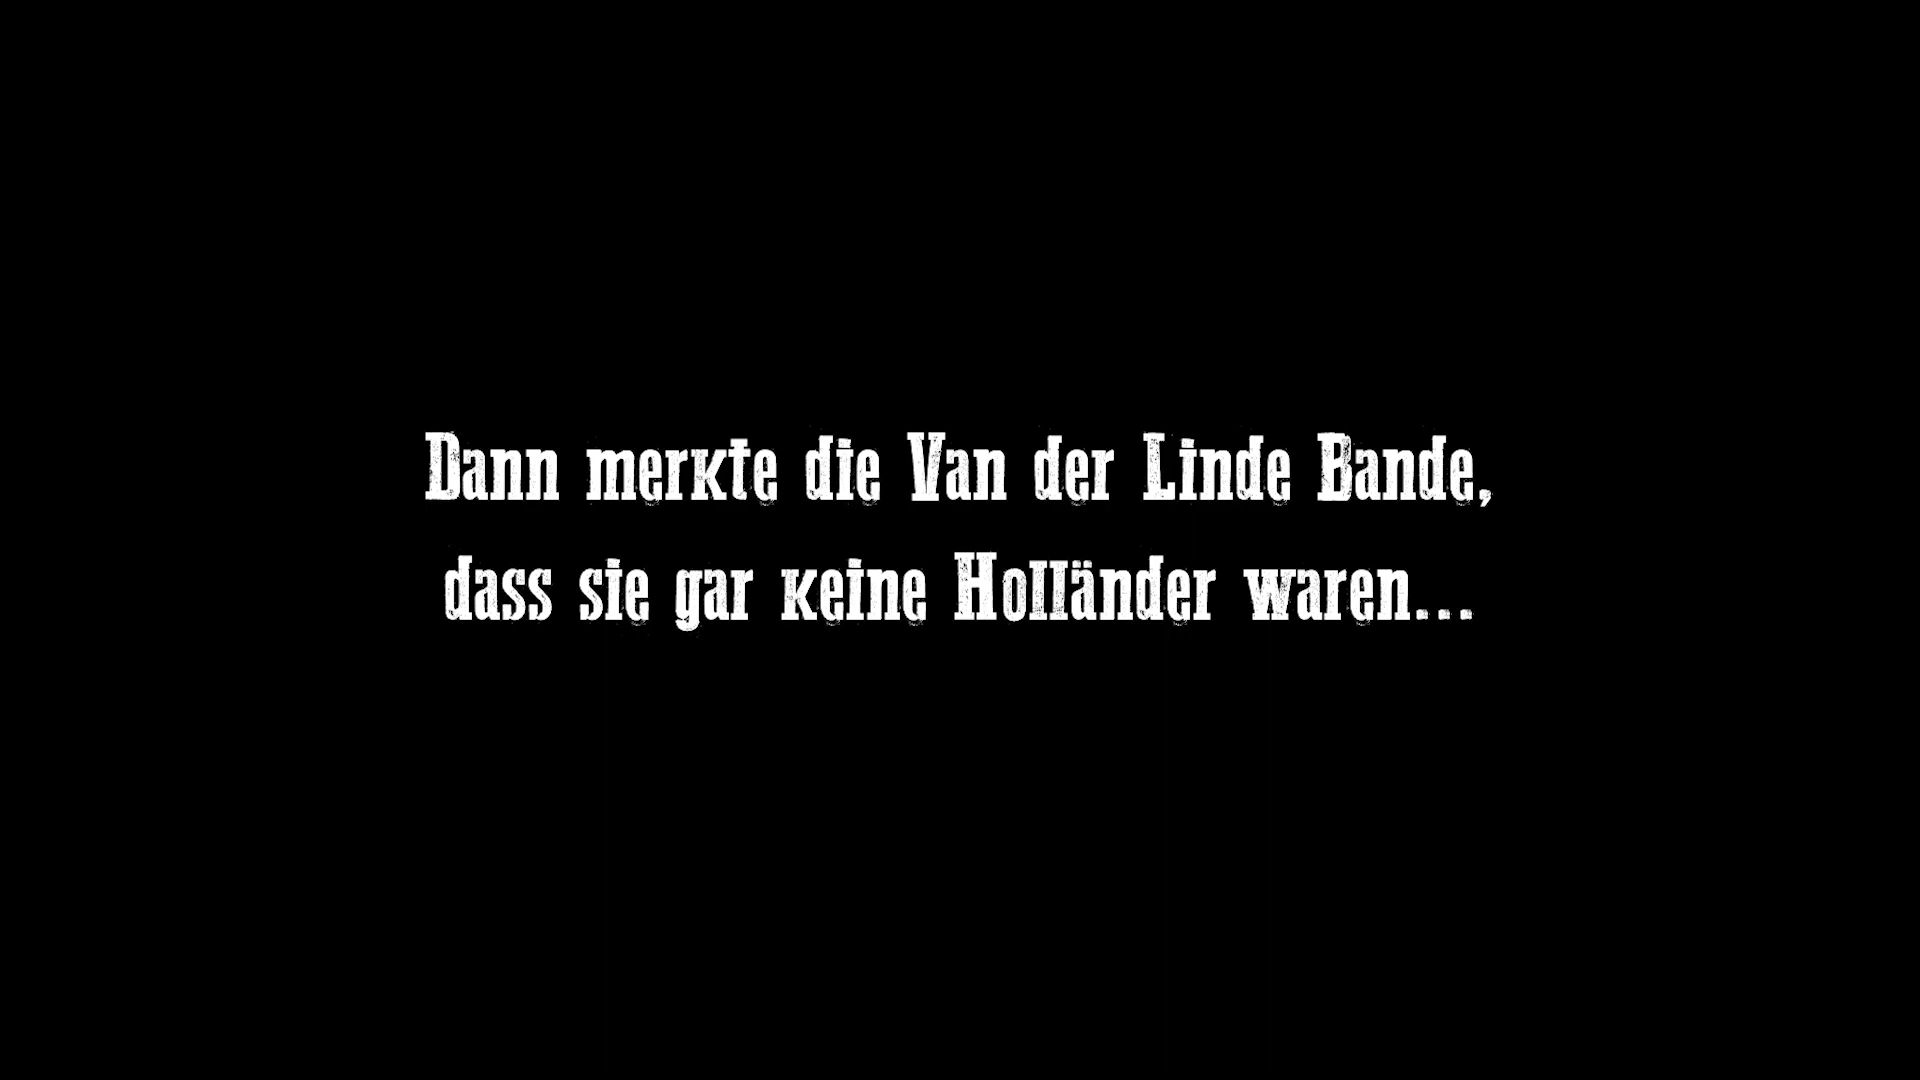 Dann merkte die Van der Linde Bande,
dass sie gar keine Holländer waren...